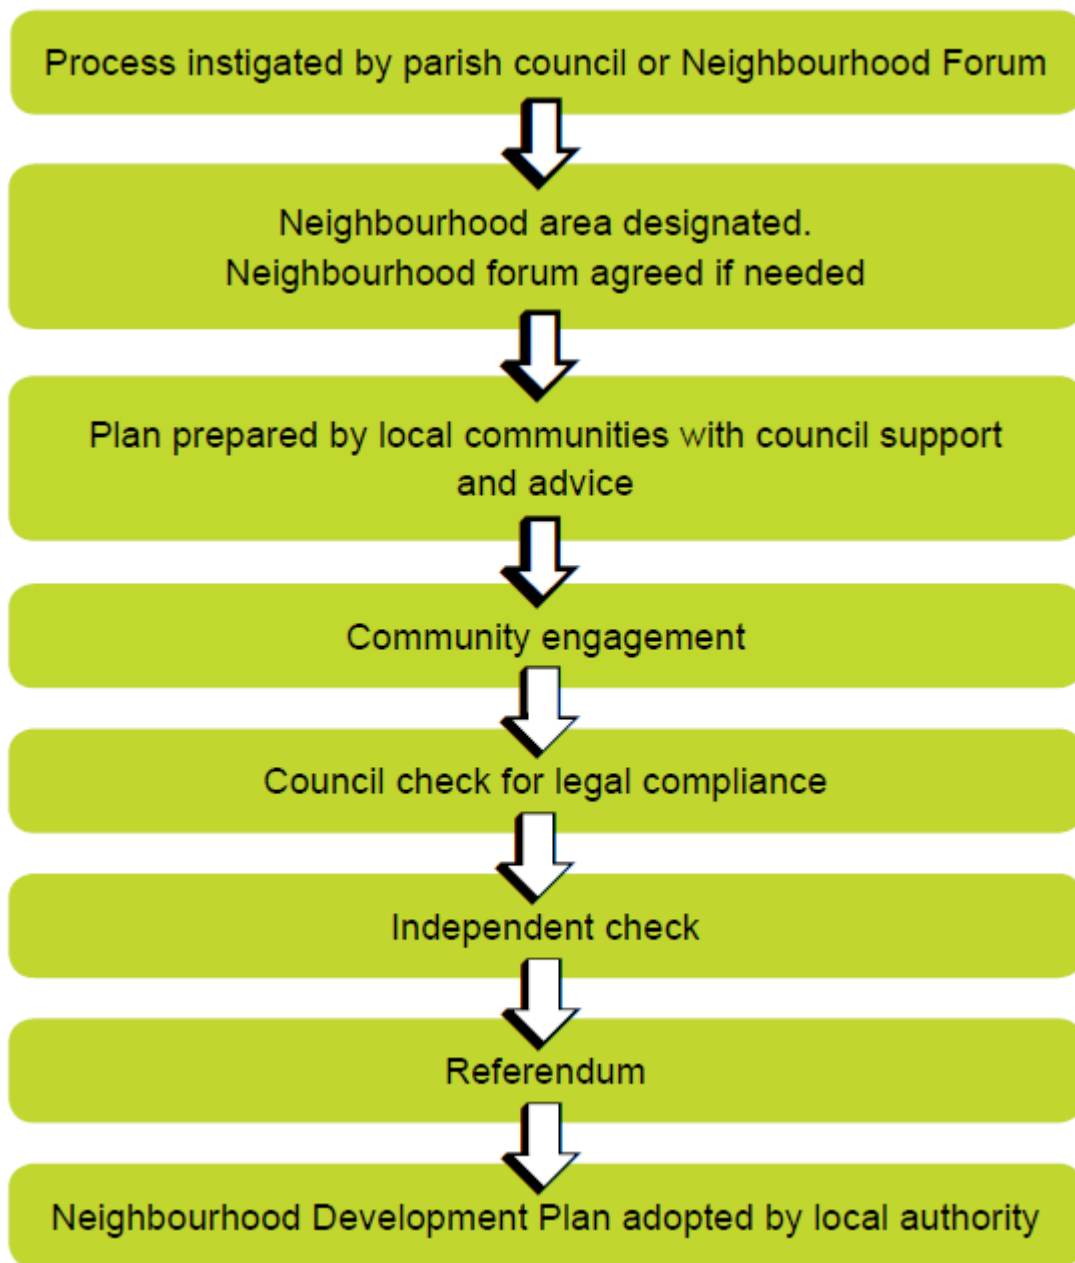 Process instigated by parish council or Neighbourhood Forum
Neighbourhood area designated.
Neighbourhood forum agreed if needed
Plan prepared by local communities with council support
and advice
Community engagement
Council check for legal compliance
Independent check
Referendum
Neighbourhood Development Plan adopted by local authority